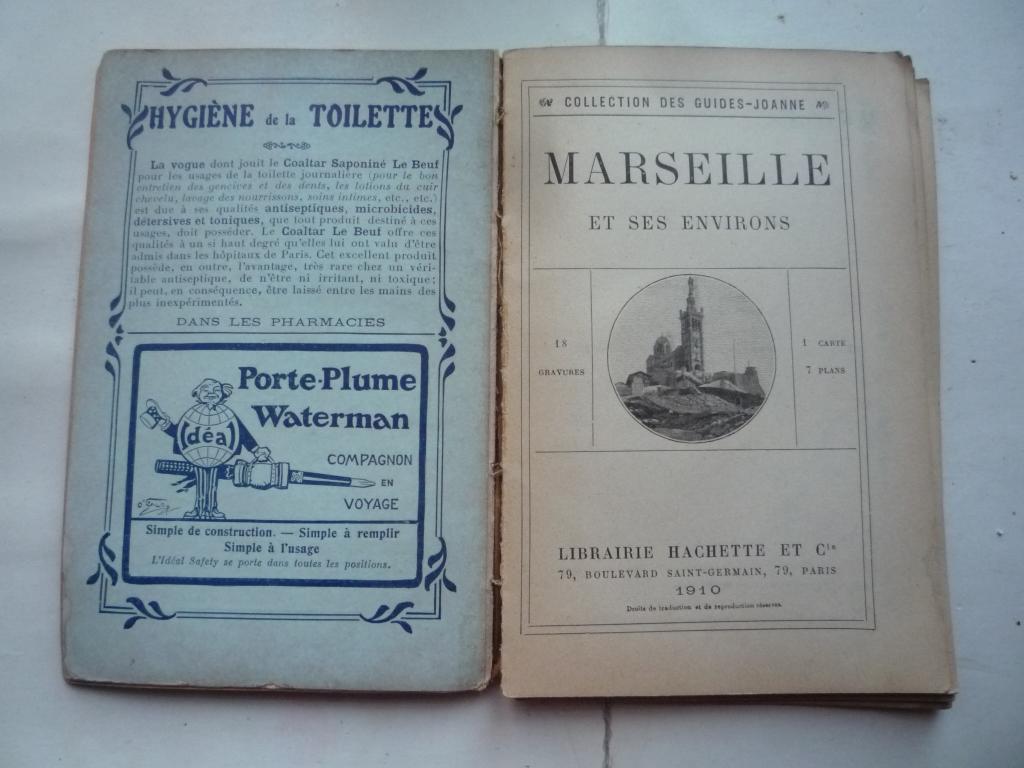 HYGIÈNE de la TOILETTE
La vogue dont jouit le Coaltar Saponiné Le Beuf
pour les usages de la toilette journalière (pour le bon
entretien des gencives et des dents, les lotions du cuir
chevelu, lavage des nourrissons, soins intimes, etc., etc.)
est due à ses qualités antiseptiques, microbicides,
détersives et toniques, que tout produit destiné à ces
usages, doit posséder. Le Coaltar Le Beuf offre ces
qualités à un si haut degré qu'elles lui ont valu d'être
admis dans les hôpitaux de Paris. Cet excellent produit
possède, en outre, l'avantage, très rare chez un véri-
table antiseptique, de n'être ni irritant, ni toxique;
il peut, en conséquence, être laissé entre les mains des
plus inexpérimentés.
DANS LES PHARMACIES
Porte-Plume
Waterman
Idéal
COMPAGNON
EN
VOYAGE
Simple de construction. — Simple à remplir
Simple à l'usage
L'Idéal Safety se porte dans toutes les positions.
COLLECTION DES GUIDES-JOANNE
MARSEILLE
ET SES ENVIRONS
18
GRAVURES
1 CARTE
7 PLANS
LIBRAIRIE HACHETTE ET Cie
79, BOULEVARD SAINT-GERMAIN, 79, PARIS
1910
Droits de traduction et de reproduction réservés.